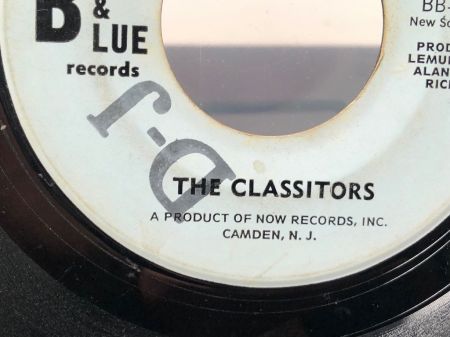 B & LUE
records
D-J
THE CLASSITORS
A PRODUCT OF NOW RECORDS, INC.
CAMDEN, N. J.
BB-
New So
PROD
LEMU
ALAN
RIC